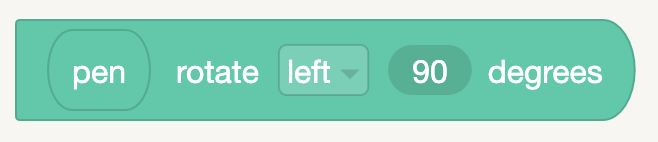 pen rotate left 90 degrees